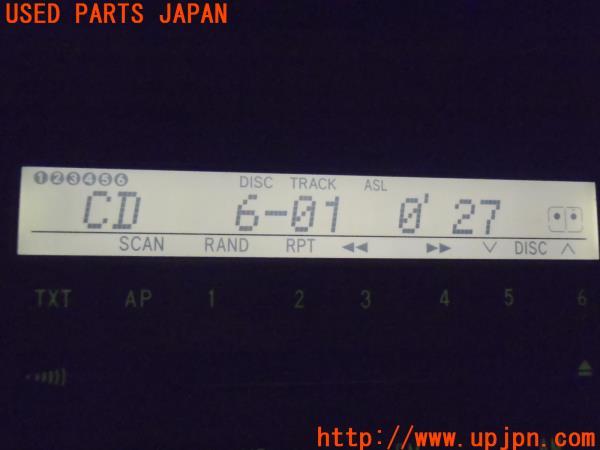 USED PARTS JAPAN
❶❷❸❹❺❻ DISC TRACK ASL
CD 6-01 0' 27
SCAN RAND RPT ◀◀ ▶▶ ∨ DISC ∧
TXT AP 1 2 3 4 5 6
http://www.upjpn.com/